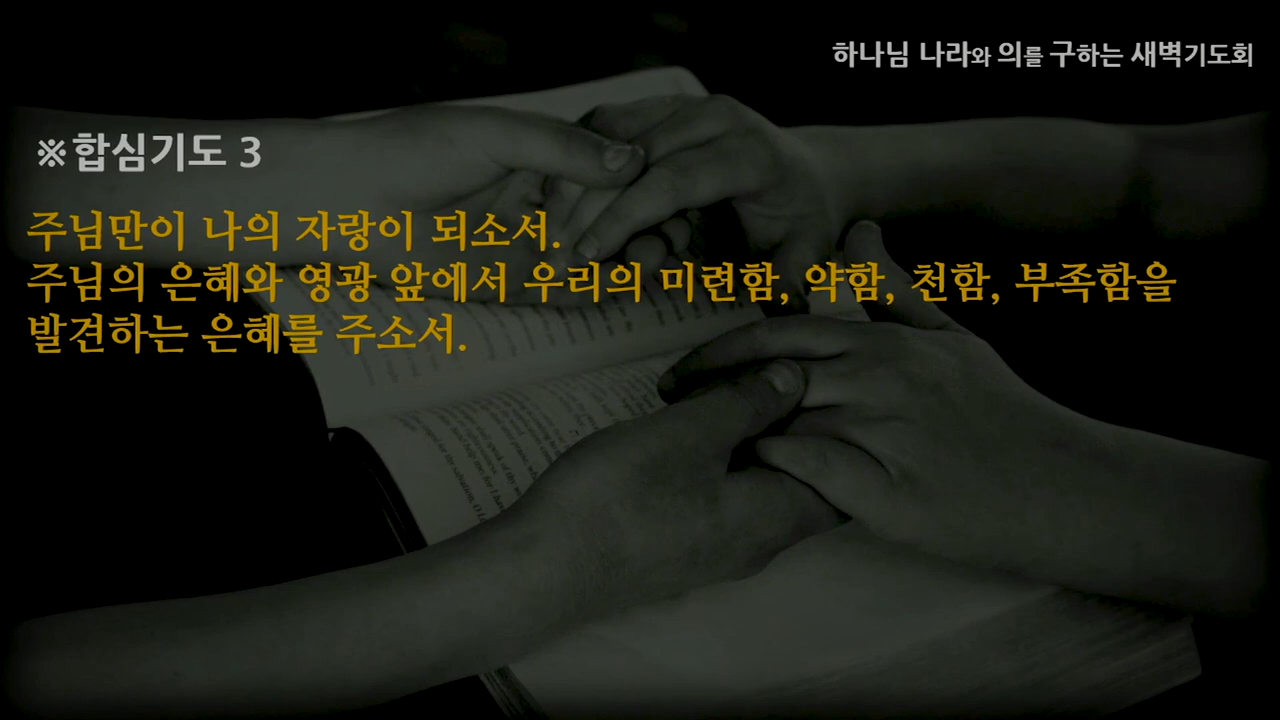 하나님 나라와 의를 구하는 새벽기도회
※합심기도 3
주님만이 나의 자랑이 되소서.
주님의 은혜와 영광 앞에서 우리의 미련함, 약함, 천함, 부족함을
발견하는 은혜를 주소서.